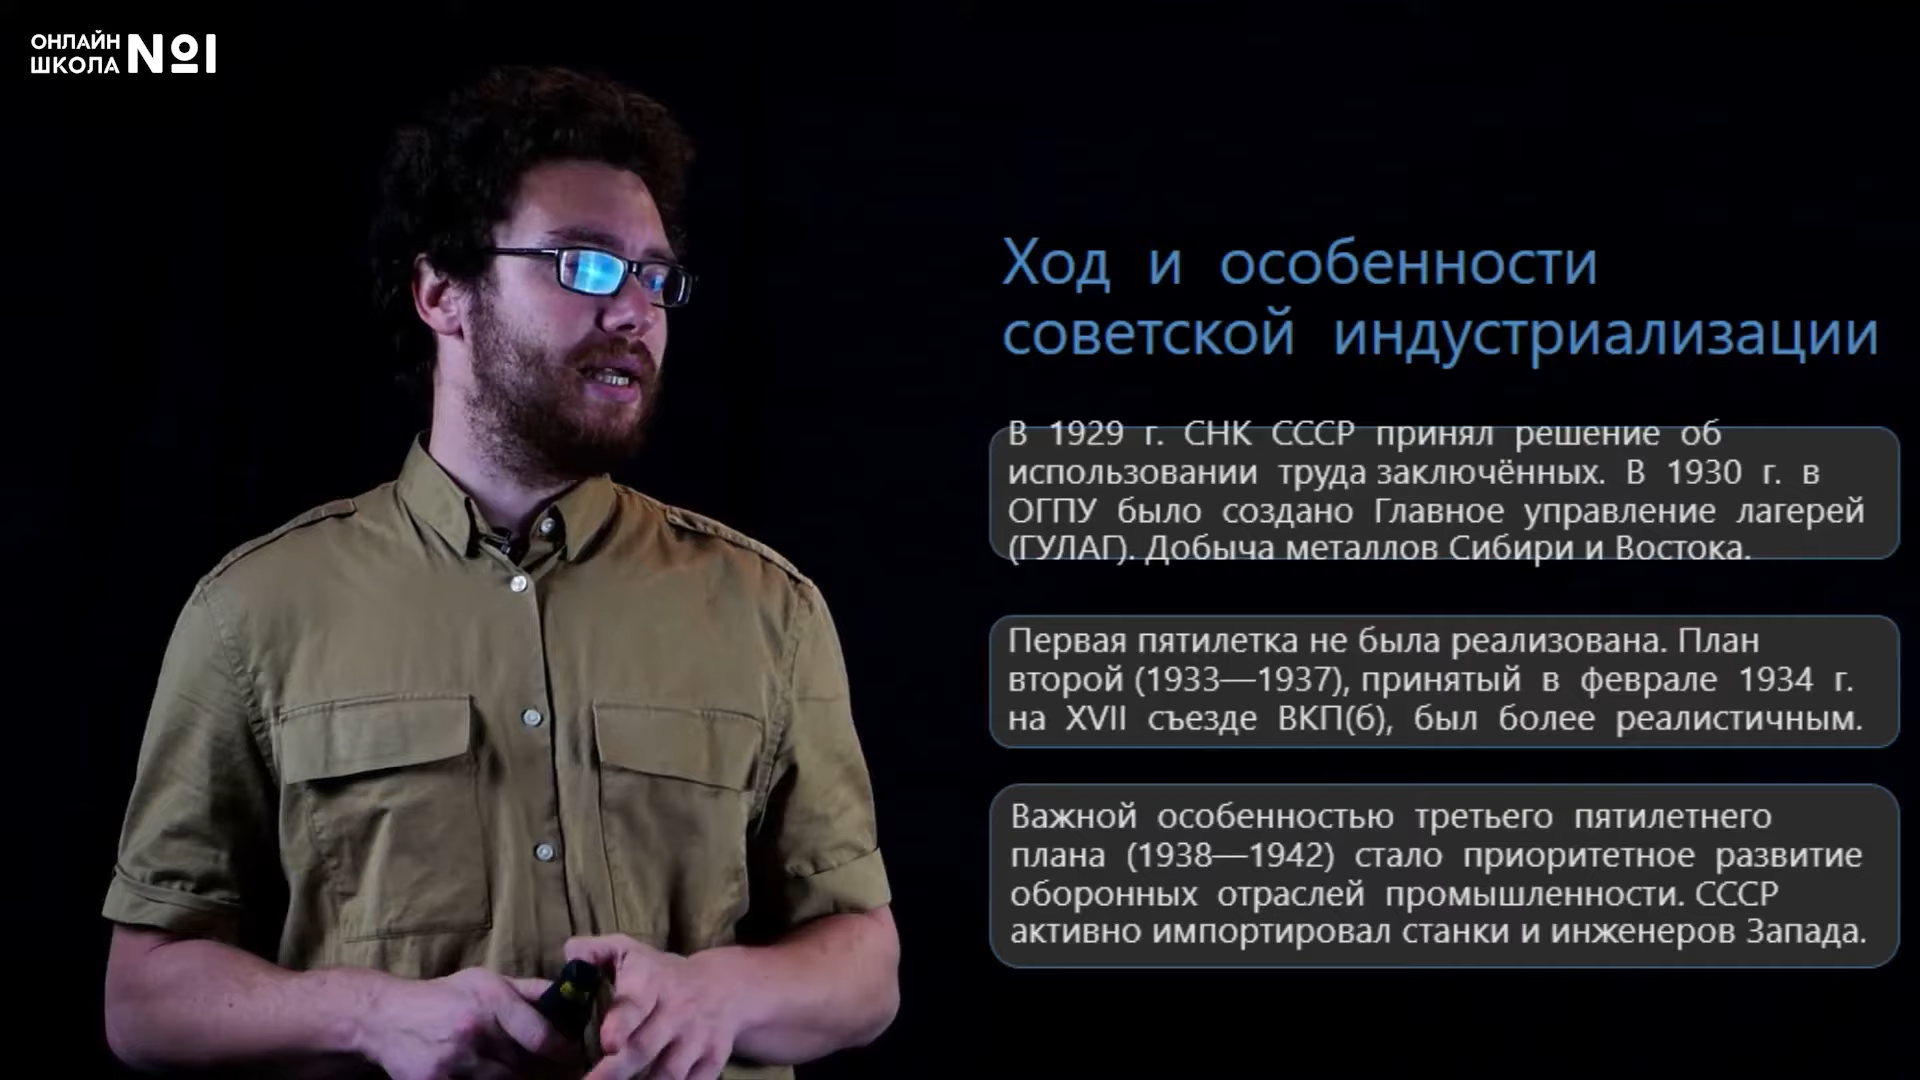 ОНЛАЙН
ШКОЛА №1
Ход и особенности
советской индустриализации
В 1929 г. СНК СССР принял решение об
использовании труда заключённых. В 1930 г. в
ОГПУ было создано Главное управление лагерей
(ГУЛАГ). Добыча металлов Сибири и Востока.
Первая пятилетка не была реализована. План
второй (1933—1937), принятый в феврале 1934 г.
на XVII съезде ВКП(б), был более реалистичным.
Важной особенностью третьего пятилетнего
плана (1938—1942) стало приоритетное развитие
оборонных отраслей промышленности. СССР
активно импортировал станки и инженеров Запада.